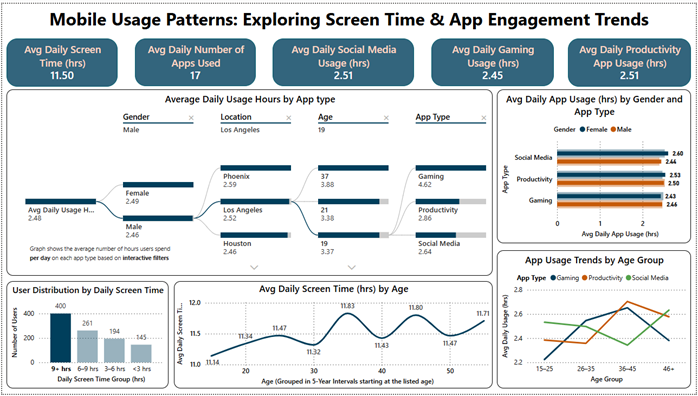 Mobile Usage Patterns: Exploring Screen Time & App Engagement Trends
Avg Daily Screen
Time (hrs)
11.50
Avg Daily Number of
Apps Used
17
Avg Daily Social Media
Usage (hrs)
2.51
Avg Daily Gaming
Usage (hrs)
2.45
Avg Daily Productivity
App Usage (hrs)
2.51
Average Daily Usage Hours by App type
Gender
Male
Location
Los Angeles
Age
19
App Type
Avg Daily Usage H...
2.48
Female
2.49
Male
2.46
Phoenix
2.59
Los Angeles
2.52
Houston
2.46
37
3.88
21
3.38
19
3.37
Gaming
4.62
Productivity
2.86
Social Media
2.64
Graph shows the average number of hours users spend
per day on each app type based on interactive filters
Avg Daily App Usage (hrs) by Gender and
App Type
Gender Female Male
App Type
Social Media
2.60
2.44
Productivity
2.53
2.50
Gaming
2.43
2.46
0 1 2
Avg Daily App Usage (hrs)
User Distribution by Daily Screen Time
Number of Users
400
200
0
400
261
194
145
9+ hrs 6–9 hrs 3–6 hrs <3 hrs
Daily Screen Time Group (hrs)
Avg Daily Screen Time (hrs) by Age
Avg Daily Screen Ti...
12.0
11.5
11.0
11.14
11.34
11.47
11.32
11.83
11.43
11.80
11.47
11.71
20 30 40 50
Age (Grouped in 5-Year Intervals starting at the listed age)
App Usage Trends by Age Group
App Type Gaming Productivity Social Media
Avg Daily Usage (hrs)
2.8
2.6
2.4
2.2
15–25 26–35 36–45 46+
Age Group